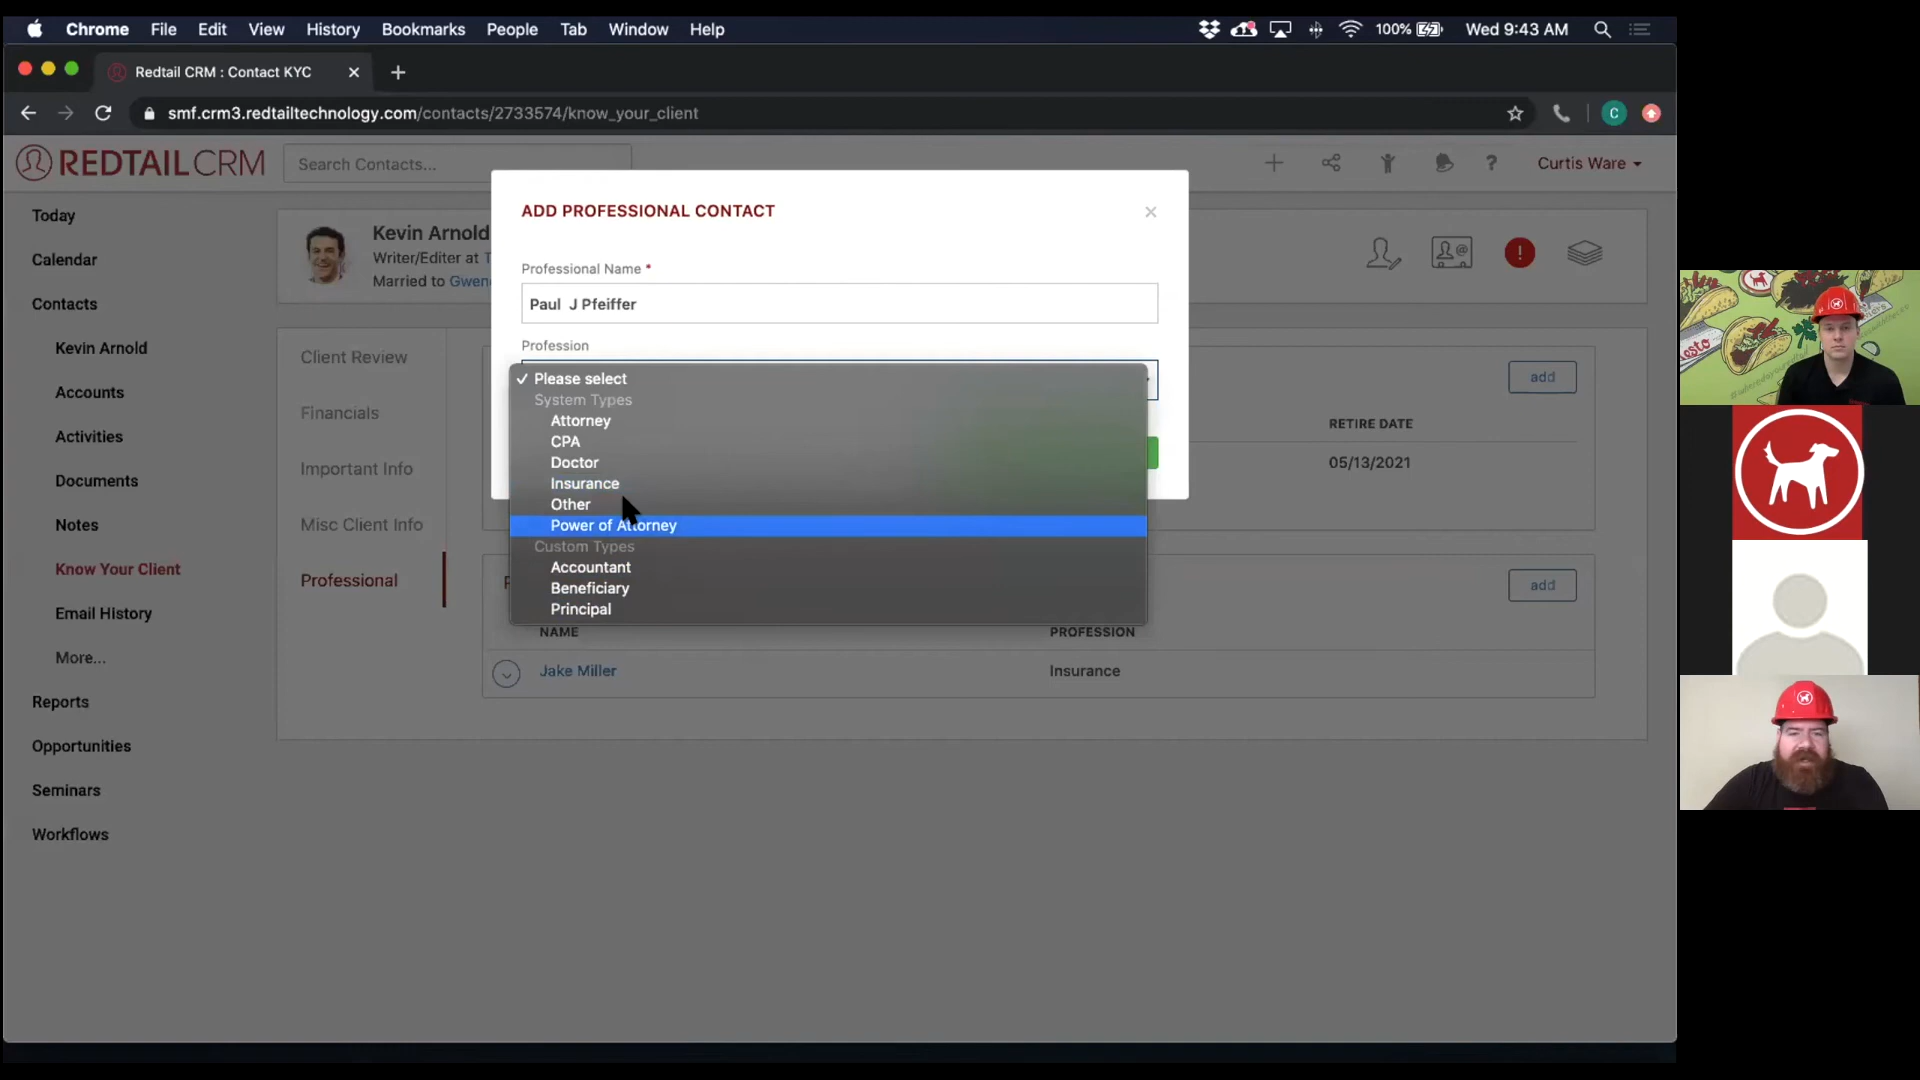 Chrome File Edit View History Bookmarks People Tab Window Help 100% Wed 9:43 AM
Redtail CRM : Contact KYC
smf.crm3.redtailtechnology.com/contacts/2733574/know_your_client
C
REDTAILCRM
Search Contacts...
? Curtis Ware
Today
Calendar
Contacts
Kevin Arnold
Accounts
Activities
Documents
Notes
Know Your Client
Email History
More...
Reports
Opportunities
Seminars
Workflows
Kevin Arnold
Writer/Editer at
Married to
Client Review
Financials
Important Info
Misc Client Info
Professional
ADD PROFESSIONAL CONTACT
Professional Name *
Paul J Pfeiffer
Profession
Please select
System Types
Attorney
CPA
Doctor
Insurance
Other
Power of Attorney
Custom Types
Accountant
Beneficiary
Principal
add
RETIRE DATE
05/13/2021
add
NAME PROFESSION
Jake Miller Insurance